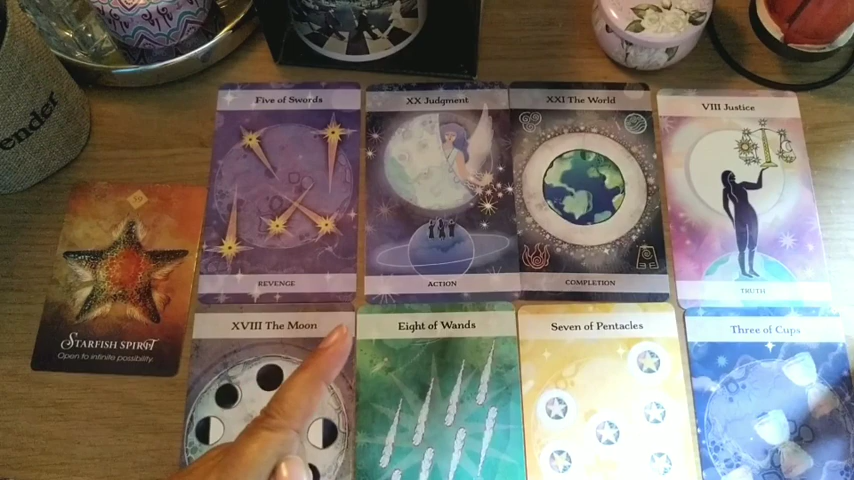 ender
39
STARFISH SPIRIT
Open to infinite possibility.
Five of Swords
REVENGE
XX Judgment
ACTION
XXI The World
COMPLETION
VIII Justice
TRUTH
XVIII The Moon
Eight of Wands
Seven of Pentacles
Three of Cups